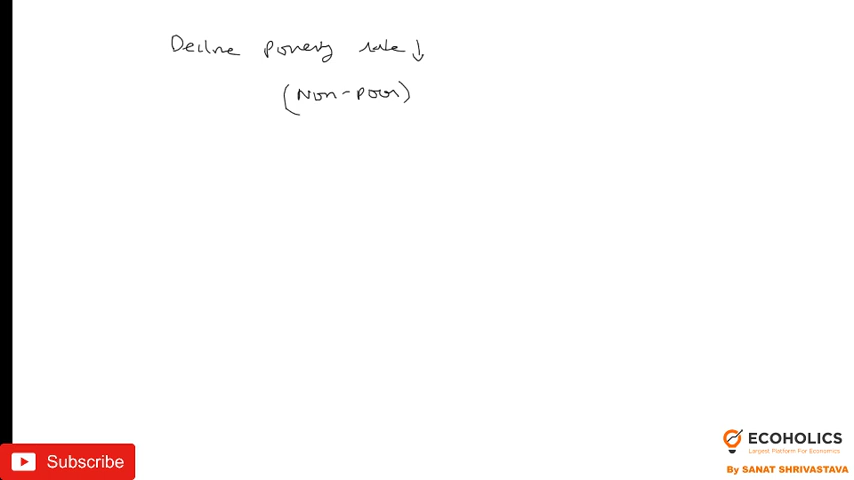 Decline poverty rate ↓
(Non-poor)
Subscribe
ECOHOLICS
Largest Platform For Economics
By SANAT SHRIVASTAVA